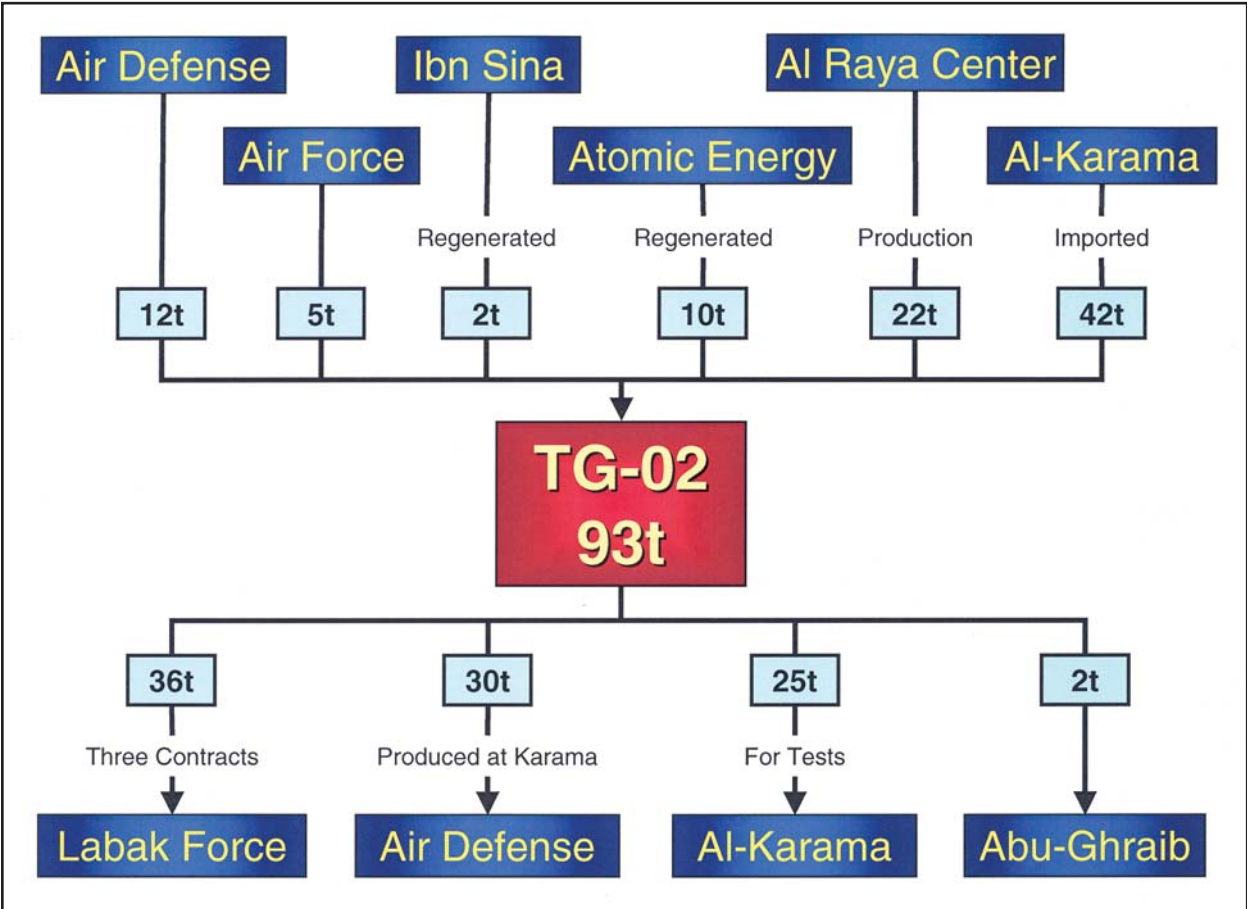 Air Defense
Ibn Sina
Al Raya Center
Air Force
Atomic Energy
Al-Karama
Regenerated
Regenerated
Production
Imported
12t
5t
2t
10t
22t
42t
TG-02
93t
36t
30t
25t
2t
Three Contracts
Produced at Karama
For Tests
Labak Force
Air Defense
Al-Karama
Abu-Ghraib